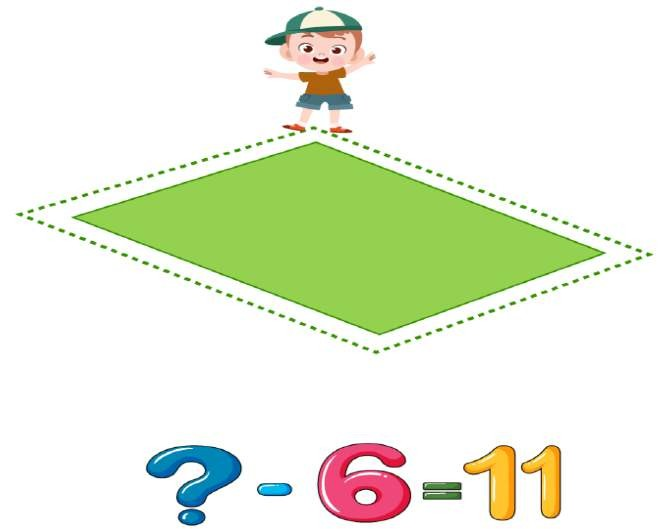 ? - 6 = 11